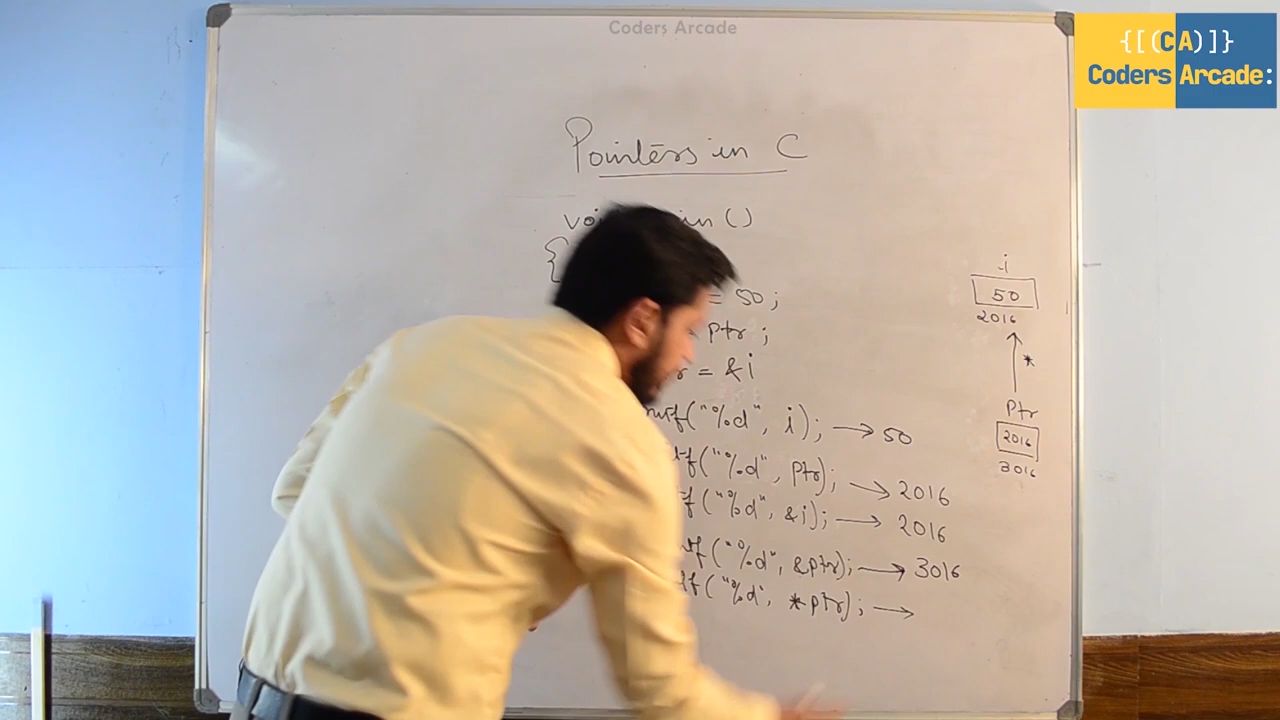 Coders Arcade
{[(CA)]}
Coders Arcade:
Pointers in C
()
{
= 50;
ptr;
= &i
("%d", i); → 50
("%d", ptr); → 2016
("%d", &i); → 2016
("%d", &ptr); → 3016
("%d", *ptr); →
i
50
2016
*
Ptr
2016
3016